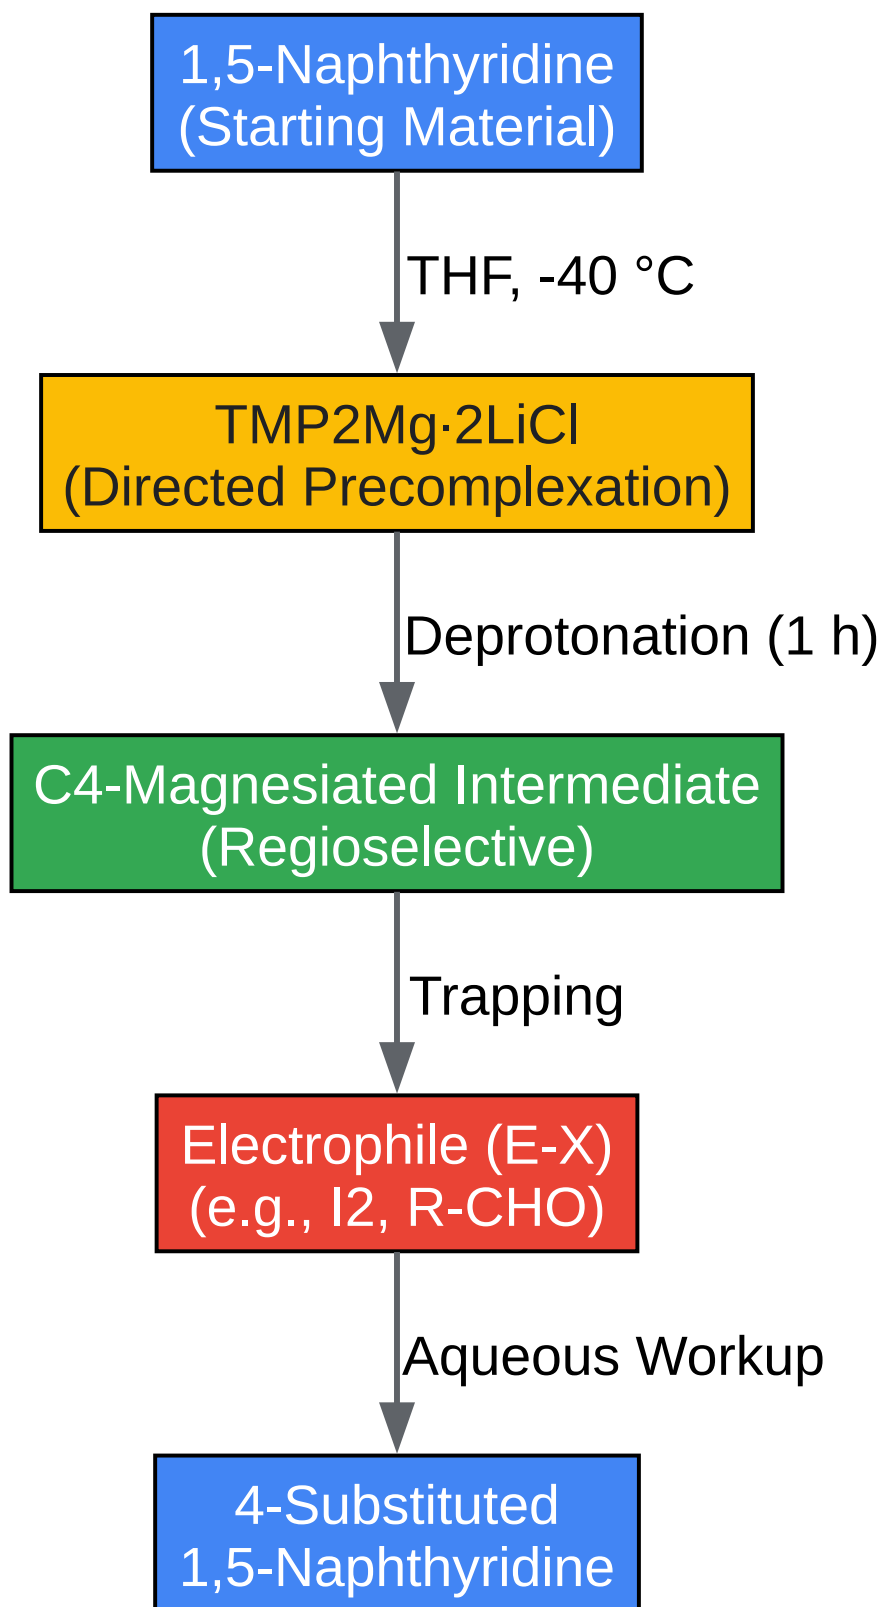 1,5-Naphthyridine
(Starting Material)
THF, -40 °C
TMP2Mg·2LiCl
(Directed Precomplexation)
Deprotonation (1 h)
C4-Magnesiated Intermediate
(Regioselective)
Trapping
Electrophile (E-X)
(e.g., I2, R-CHO)
Aqueous Workup
4-Substituted
1,5-Naphthyridine